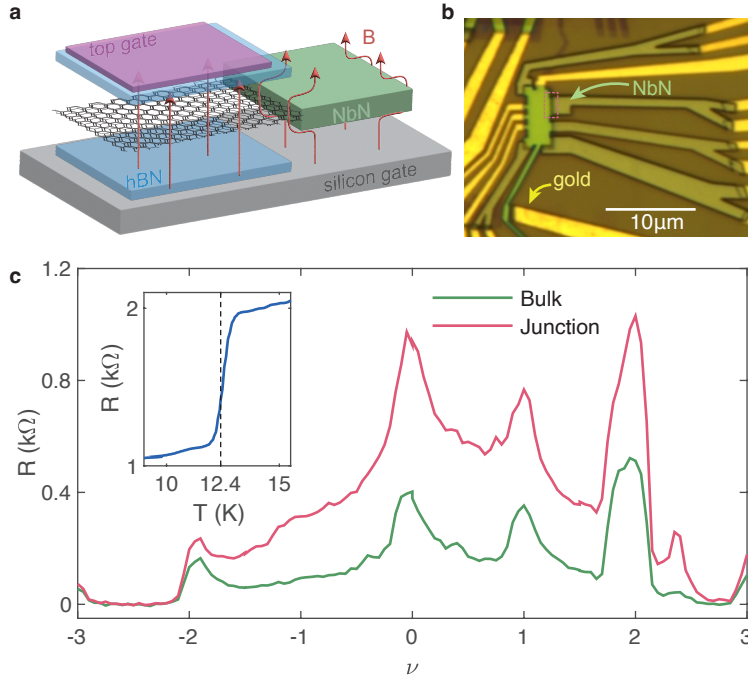 a
top gate
B
NbN
hBN
silicon gate
b
NbN
gold
10μm
c
1.2
0.8
0.4
0
R (kΩ)
-3
-2
-1
0
1
2
3
ν
Bulk
Junction
2
1
R (kΩ)
10
12.4
15
T (K)